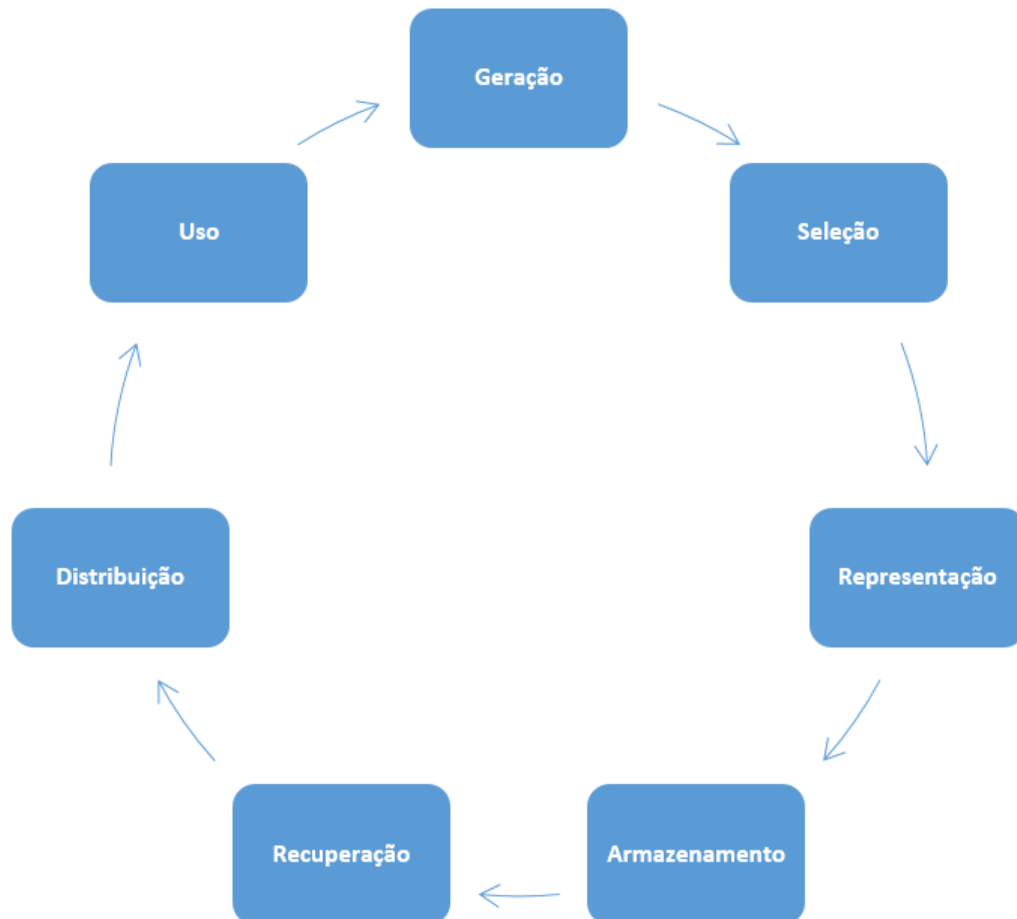 Geração
Seleção
Representação
Armazenamento
Recuperação
Distribuição
Uso